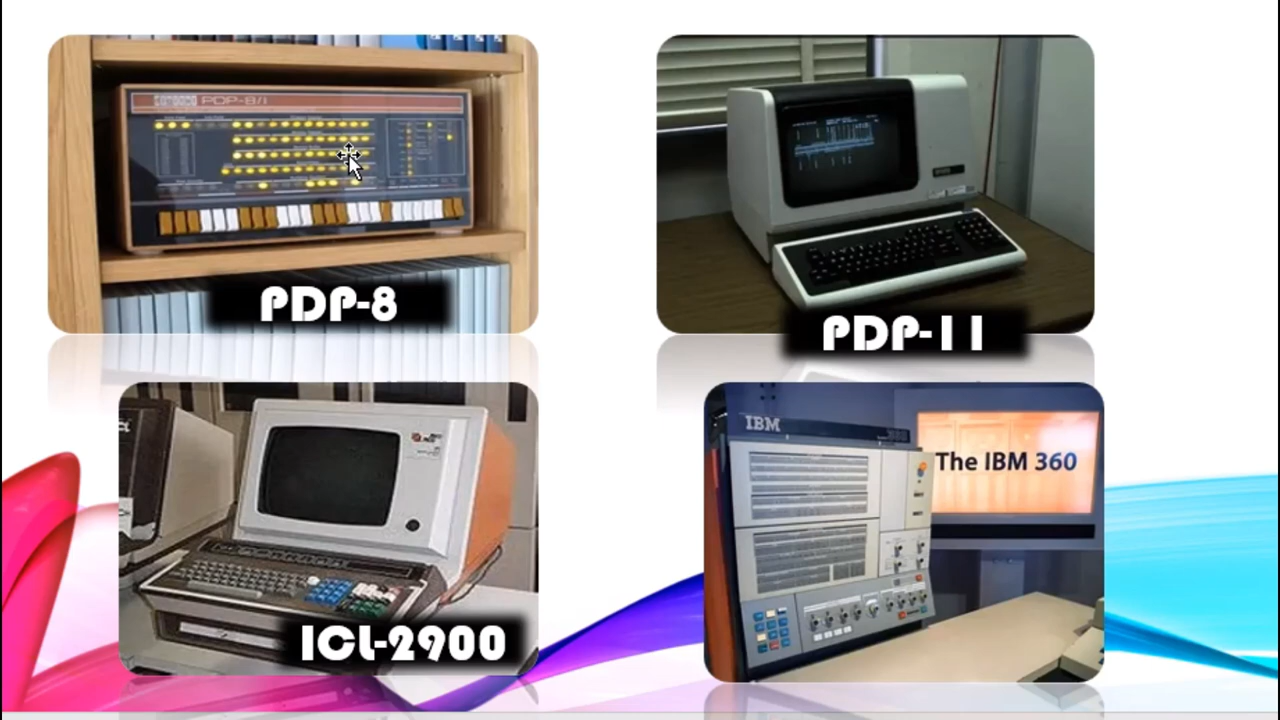 PDP-8/I
PDP-8
PDP-11
ICL-2900
IBM
The IBM 360